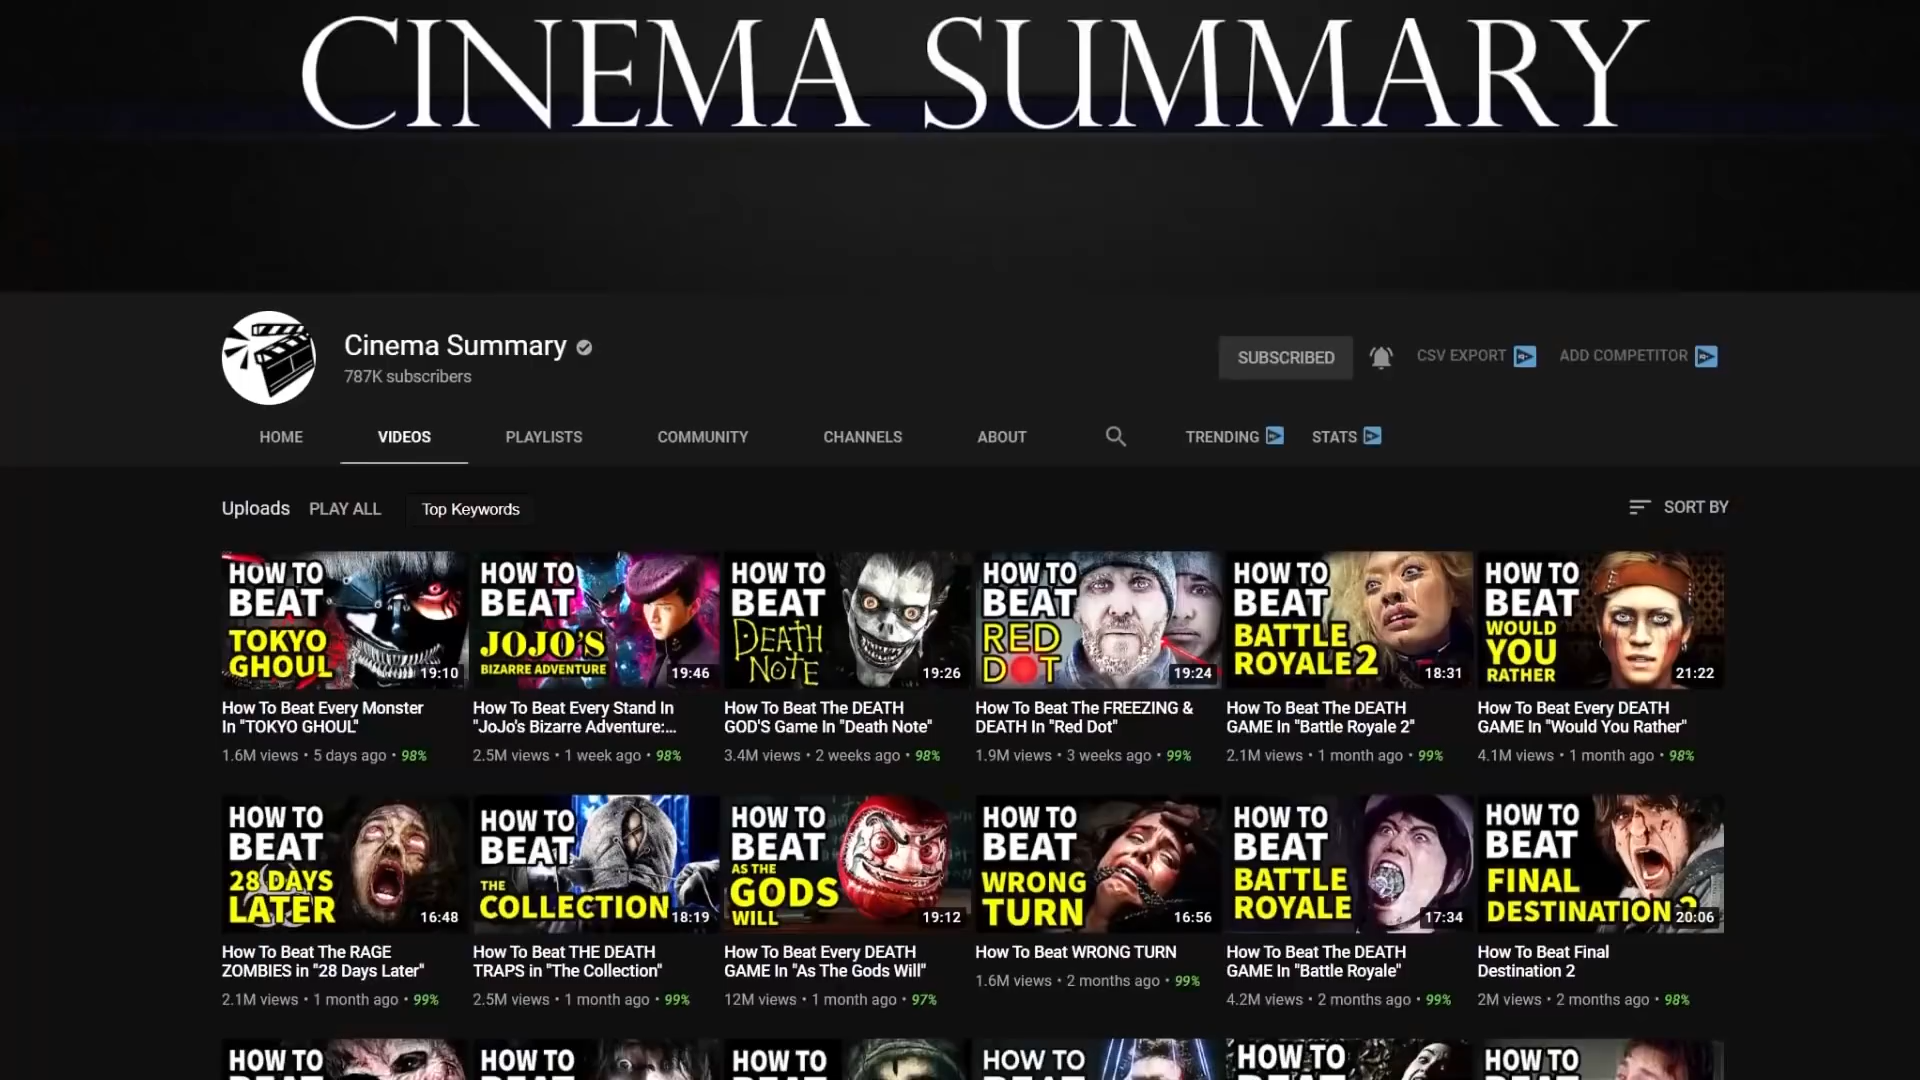 CINEMA SUMMARY
Cinema Summary
787K subscribers
SUBSCRIBED
CSV EXPORT
ADD COMPETITOR
HOME
VIDEOS
PLAYLISTS
COMMUNITY
CHANNELS
ABOUT
TRENDING
STATS
Uploads
PLAY ALL
Top Keywords
SORT BY
HOW TO
BEAT
TOKYO
GHOUL
19:10
How To Beat Every Monster
In "TOKYO GHOUL"
1.6M views • 5 days ago • 98%
HOW TO
BEAT
JOJO'S
BIZARRE ADVENTURE
19:46
How To Beat Every Stand In
"JoJo's Bizarre Adventure:...
2.5M views • 1 week ago • 98%
HOW TO
BEAT
DEATH
NOTE
19:26
How To Beat The DEATH
GOD'S Game In "Death Note"
3.4M views • 2 weeks ago • 98%
HOW TO
BEAT
RED
DOT
19:24
How To Beat The FREEZING &
DEATH In "Red Dot"
1.9M views • 3 weeks ago • 99%
HOW TO
BEAT
BATTLE
ROYALE 2
18:31
How To Beat The DEATH
GAME In "Battle Royale 2"
2.1M views • 1 month ago • 99%
HOW TO
BEAT
WOULD
YOU
RATHER
21:22
How To Beat Every DEATH
GAME In "Would You Rather"
4.1M views • 1 month ago • 98%
HOW TO
BEAT
28 DAYS
LATER
16:48
How To Beat The RAGE
ZOMBIES in "28 Days Later"
2.1M views • 1 month ago • 99%
HOW TO
BEAT
THE
COLLECTION
18:19
How To Beat THE DEATH
TRAPS in "The Collection"
2.5M views • 1 month ago • 99%
HOW TO
BEAT
AS THE
GODS
WILL
19:12
How To Beat Every DEATH
GAME In "As The Gods Will"
12M views • 1 month ago • 97%
HOW TO
BEAT
WRONG
TURN
16:56
How To Beat WRONG TURN
1.6M views • 2 months ago • 99%
HOW TO
BEAT
BATTLE
ROYALE
17:34
How To Beat The DEATH
GAME In "Battle Royale"
4.2M views • 2 months ago • 99%
HOW TO
BEAT
FINAL
DESTINATION 2
20:06
How To Beat Final
Destination 2
2M views • 2 months ago • 98%
HOW TO
HOW TO
HOW TO
HOW TO
HOW TO
HOW TO